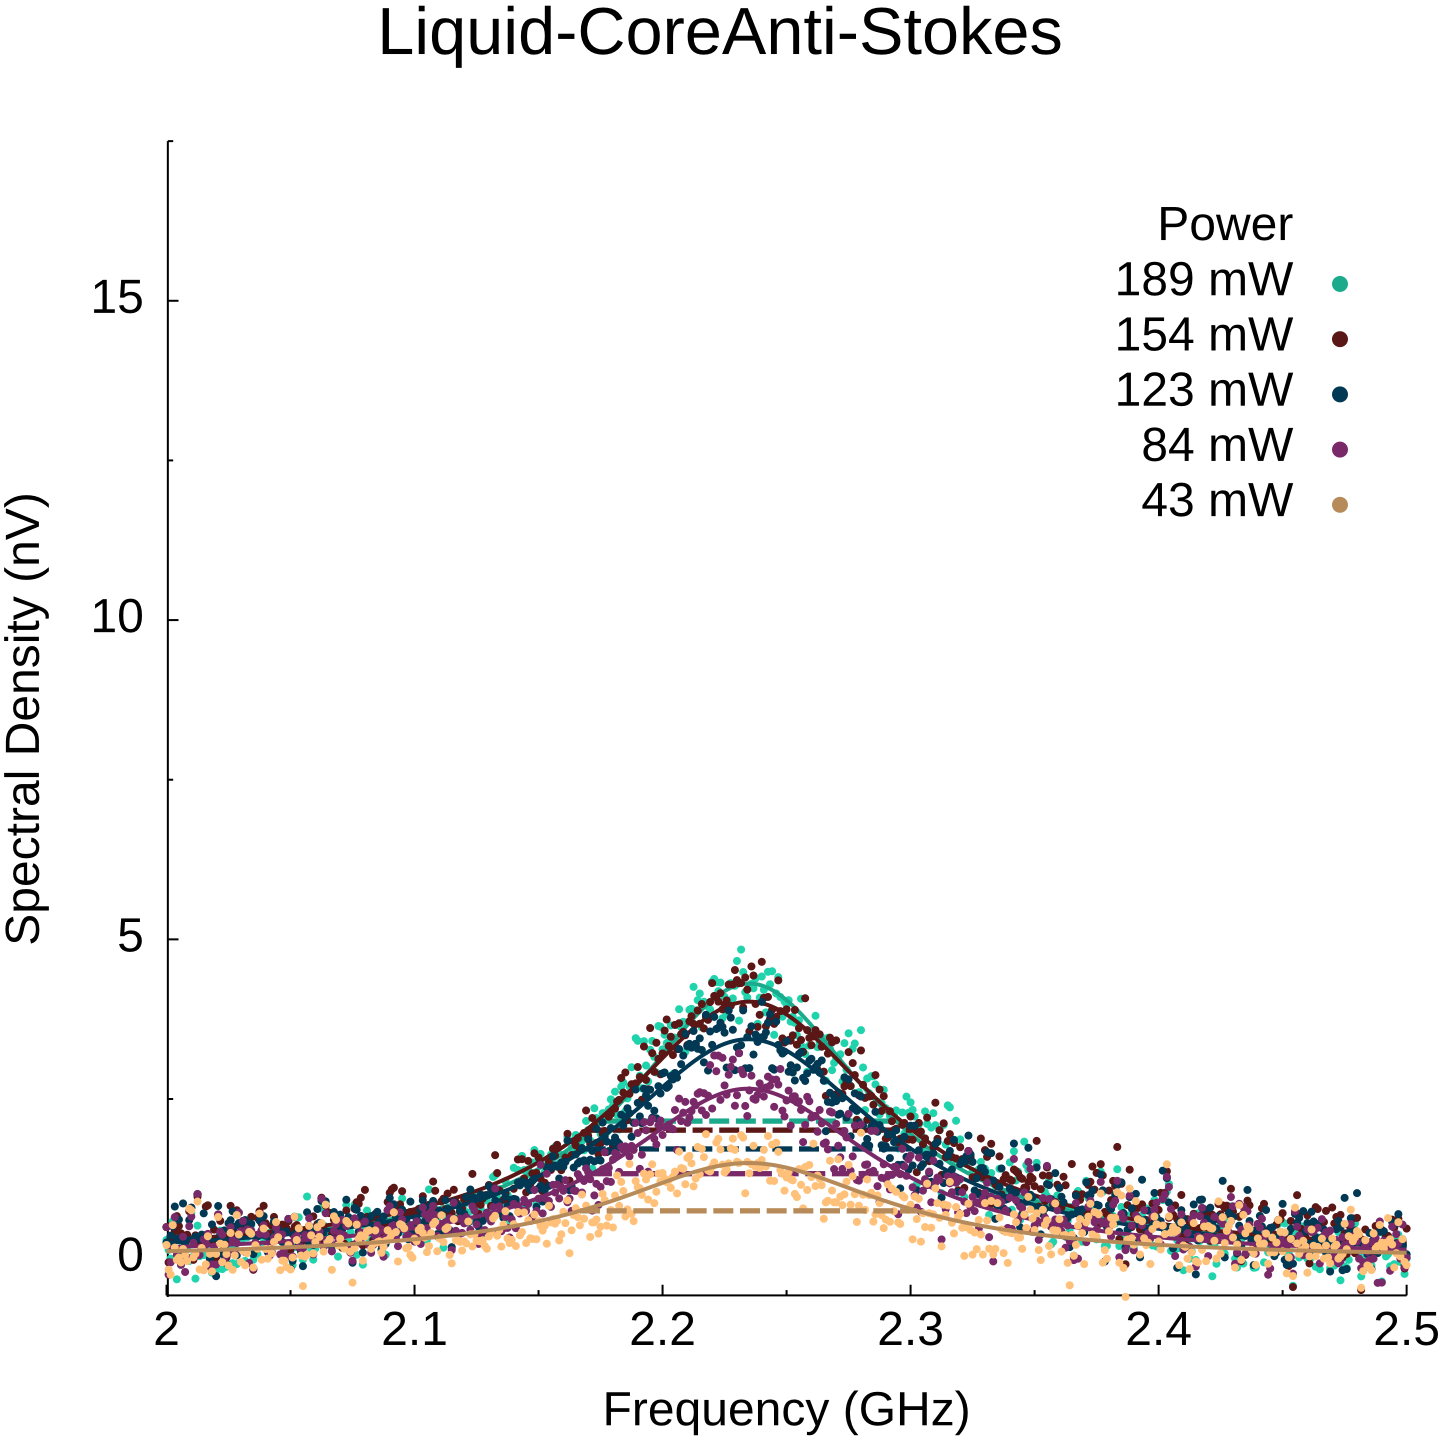 Liquid-CoreAnti-Stokes
Power
189 mW
154 mW
123 mW
84 mW
43 mW
Spectral Density (nV)
15
10
5
0
2
2.1
2.2
2.3
2.4
2.5
Frequency (GHz)